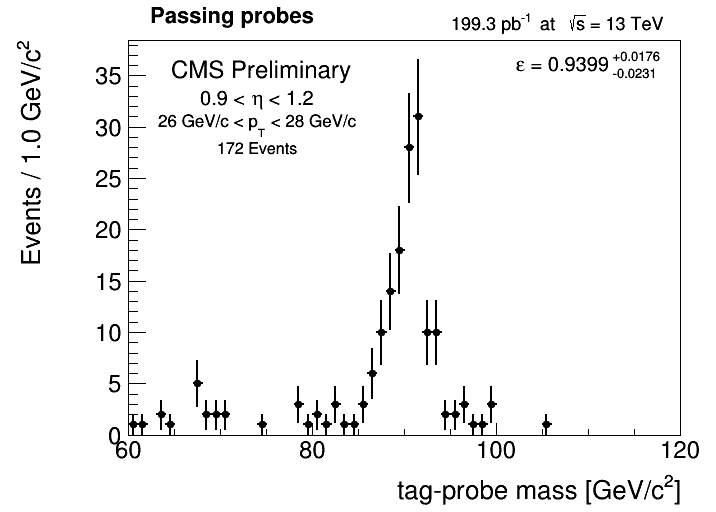 Passing probes
199.3 pb⁻¹ at √s = 13 TeV
CMS Preliminary
ε = 0.9399 +0.0176 -0.0231
0.9 < η < 1.2
26 GeV/c < p_T < 28 GeV/c
172 Events
Events / 1.0 GeV/c²
35
30
25
20
15
10
5
0
60 80 100 120
tag-probe mass [GeV/c²]